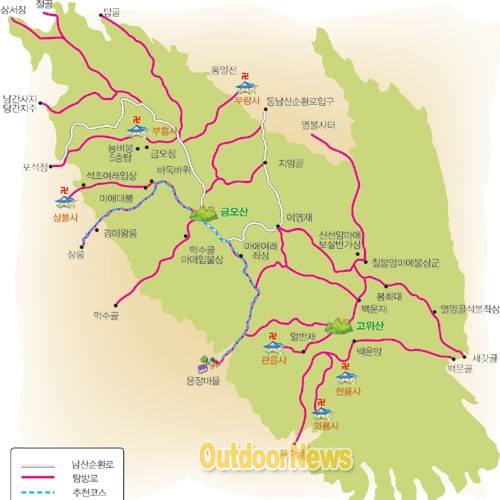 절골
상서장
탑골
통일전
무량사
남간사지
당간지주
동남산순환로입구
염불사터
부흥사
늠비봉
5층탑
금오정
포석정
바둑바위
지암골
석조여래입상
마애대불
삼불사
금오산
이영재
경애왕릉
삼릉
약수골
마애입불상
마애여래
좌상
신선암마애
보살반가상
칠불암마애불상군
봉화대
백운재
열암곡석불좌상
약수골
고위산
열반재
관음사
백운암
새갓골
백운골
용장마을
천룡사
와룡사
OutdoorNews
남산순환로
탐방로
추천코스